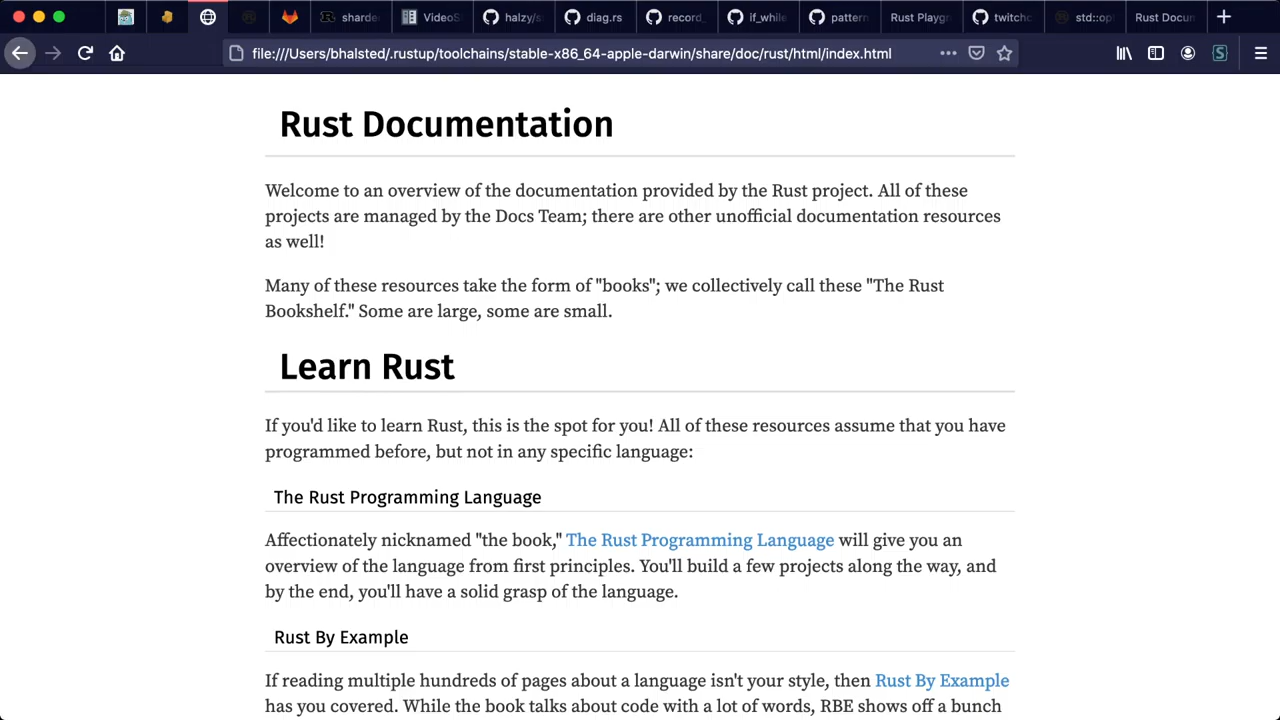 sharde
VideoS
halzy/s
diag.rs
record_
if_while
pattern
Rust Playgr
twitchc
std::op
Rust Docum
file:///Users/bhalsted/.rustup/toolchains/stable-x86_64-apple-darwin/share/doc/rust/html/index.html
Rust Documentation
Welcome to an overview of the documentation provided by the Rust project. All of these
projects are managed by the Docs Team; there are other unofficial documentation resources
as well!
Many of these resources take the form of "books"; we collectively call these "The Rust
Bookshelf." Some are large, some are small.
Learn Rust
If you'd like to learn Rust, this is the spot for you! All of these resources assume that you have
programmed before, but not in any specific language:
The Rust Programming Language
Affectionately nicknamed "the book," The Rust Programming Language will give you an
overview of the language from first principles. You'll build a few projects along the way, and
by the end, you'll have a solid grasp of the language.
Rust By Example
If reading multiple hundreds of pages about a language isn't your style, then Rust By Example
has you covered. While the book talks about code with a lot of words, RBE shows off a bunch